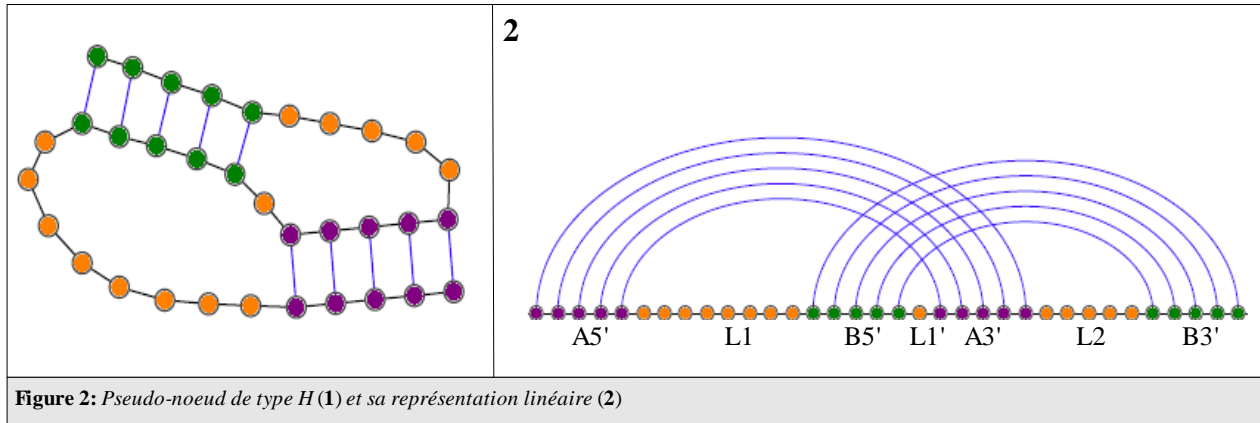 2
A5' L1 B5' L1' A3' L2 B3'
Figure 2: Pseudo-noeud de type H (1) et sa représentation linéaire (2)